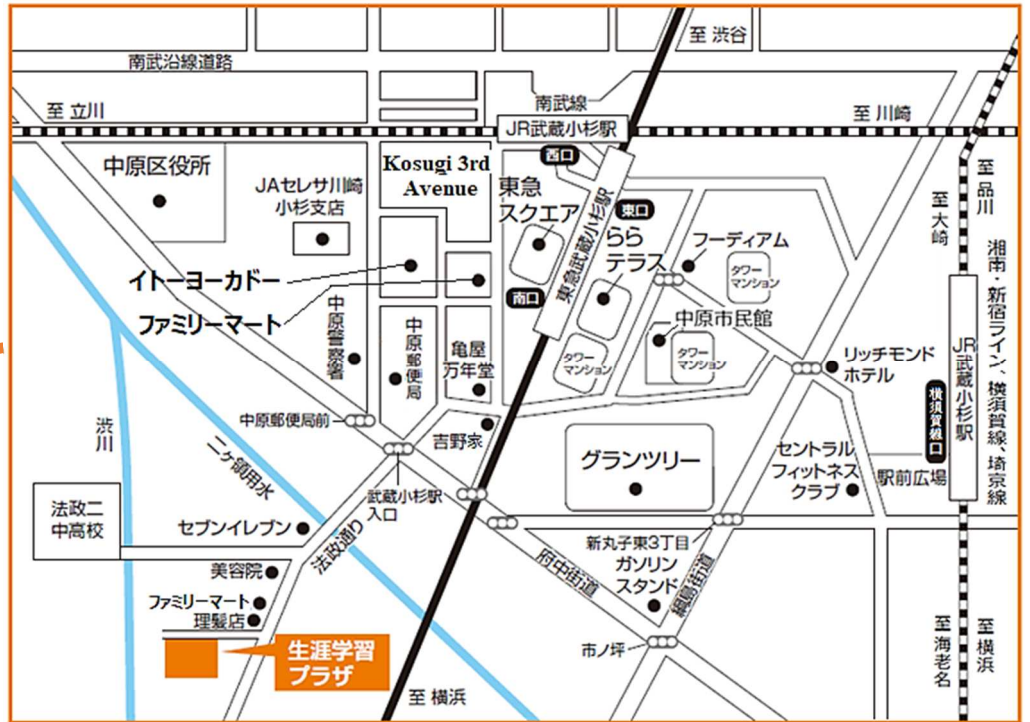 至 渋谷
南武沿線道路
至 立川
南武線
至 川崎
JR武蔵小杉駅
西口
中原区役所
JAセレサ川崎
小杉支店
Kosugi 3rd
Avenue
東急
スクエア
東急武蔵小杉駅
東口
らら
テラス
フーディアム
タワー
マンション
至 大崎
至 品川
湘南・新宿ライン、横須賀線、埼京線
イトーヨーカドー
ファミリーマート
南口
中原市民館
タワー
マンション
タワー
マンション
中原警察署
中原郵便局
亀屋
万年堂
リッチモンド
ホテル
JR武蔵小杉駅
横須賀線口
中原郵便局前
吉野家
渋川
二ヶ領用水
グランツリー
セントラル
フィットネス
クラブ
駅前広場
武蔵小杉駅
入口
法政二
中高校
セブンイレブン
法政通り
新丸子東3丁目
ガソリン
スタンド
府中街道
綱島街道
美容院
ファミリーマート
理髪店
生涯学習
プラザ
市ノ坪
至 横浜
至 海老名
至 横浜